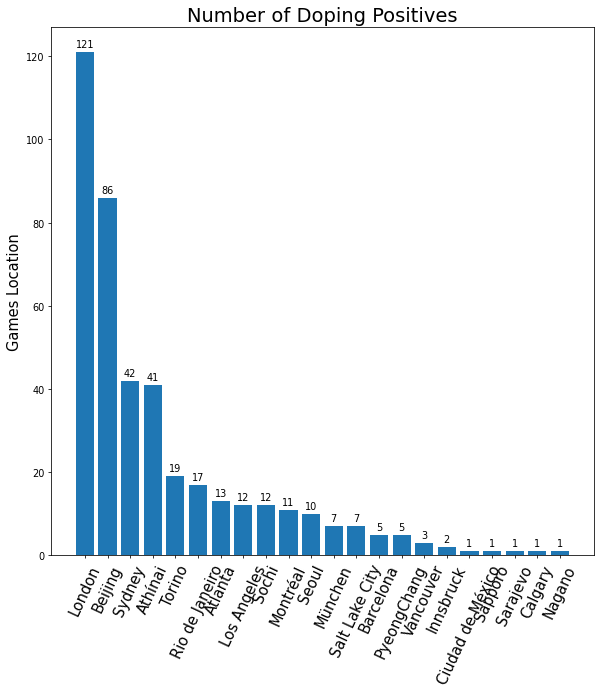 Number of Doping Positives
Games Location
120
100
80
60
40
20
0
121
86
42
41
19
17
13
12
12
11
10
7
7
5
5
3
2
1
1
1
1
1
London
Beijing
Sydney
Athínai
Torino
Rio de Janeiro
Atlanta
Los Angeles
Sochi
Montréal
Seoul
München
Salt Lake City
Barcelona
PyeongChang
Vancouver
Innsbruck
Ciudad de México
Sapporo
Sarajevo
Calgary
Nagano